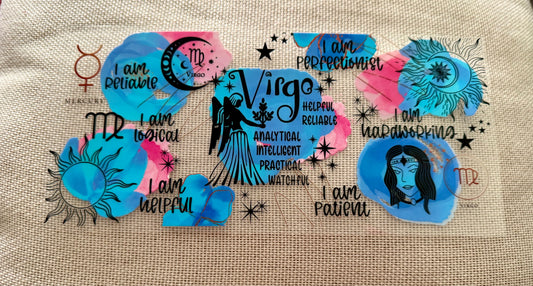 MERCURY
I am
Reliable
Virgo
I am
Logical
I am
Helpful
Virgo
Helpful
Reliable
Analytical
Intelligent
Practical
Watchful
I am
Perfectionist
I am
Hardworking
I am
Patient
VIRGO